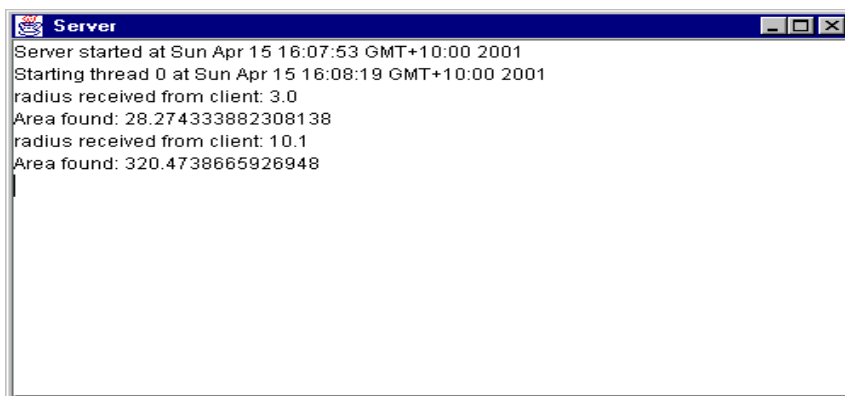 Server
Server started at Sun Apr 15 16:07:53 GMT+10:00 2001
Starting thread 0 at Sun Apr 15 16:08:19 GMT+10:00 2001
radius received from client: 3.0
Area found: 28.274333882308138
radius received from client: 10.1
Area found: 320.4738665926948